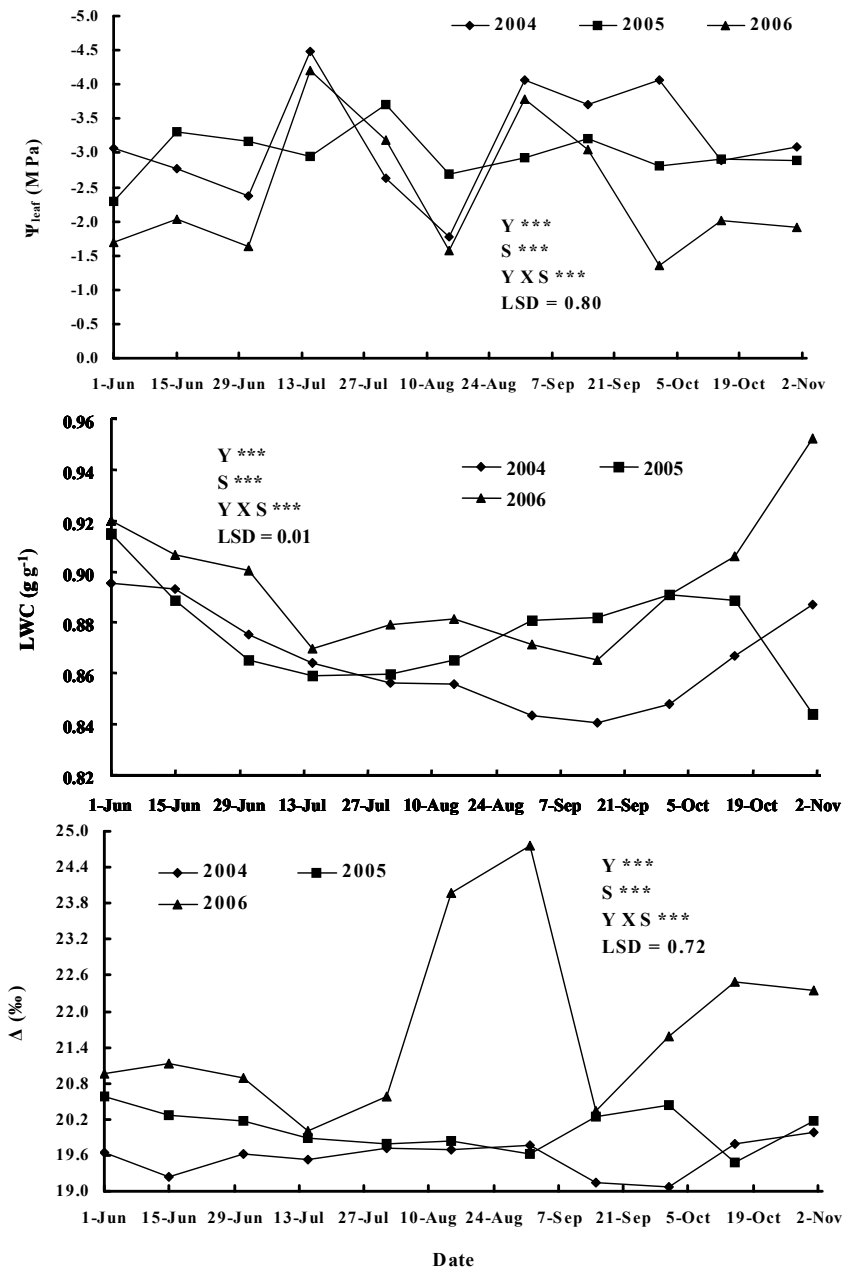 -5.0
2004 2005 2006
-4.5
-4.0
-3.5
-3.0
-2.5
-2.0
-1.5
-1.0
-0.5
0.0
Ψleaf (MPa)
Y ***
S ***
Y X S ***
LSD = 0.80
1-Jun 15-Jun 29-Jun 13-Jul 27-Jul 10-Aug 24-Aug 7-Sep 21-Sep 5-Oct 19-Oct 2-Nov
0.96
0.94
0.92
0.90
0.88
0.86
0.84
0.82
LWC (g g-1)
Y ***
S ***
Y X S ***
LSD = 0.01
2004 2005
2006
1-Jun 15-Jun 29-Jun 13-Jul 27-Jul 10-Aug 24-Aug 7-Sep 21-Sep 5-Oct 19-Oct 2-Nov
25.0
24.4
23.8
23.2
22.6
22.0
21.4
20.8
20.2
19.6
19.0
Δ (‰)
2004 2005
2006
Y ***
S ***
Y X S ***
LSD = 0.72
1-Jun 15-Jun 29-Jun 13-Jul 27-Jul 10-Aug 24-Aug 7-Sep 21-Sep 5-Oct 19-Oct 2-Nov
Date